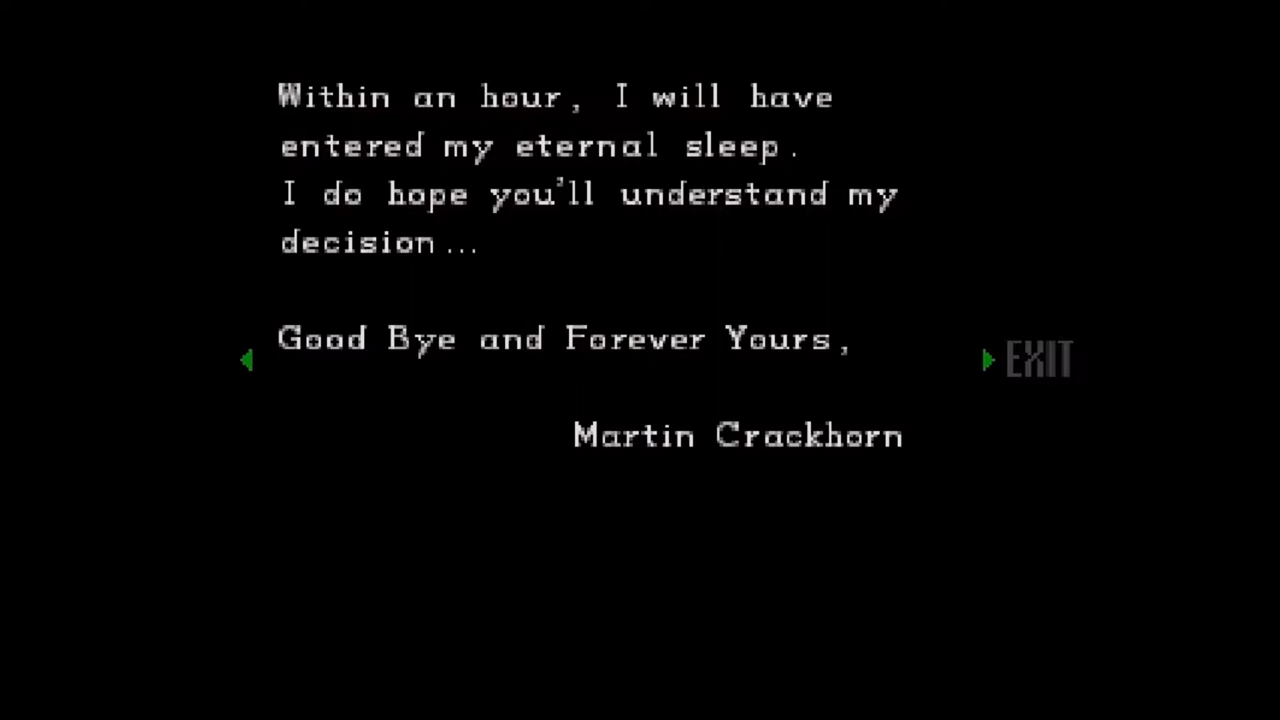 Within an hour, I will have
entered my eternal sleep.
I do hope you'll understand my
decision...
Good Bye and Forever Yours,
EXIT
Martin Crackhorn